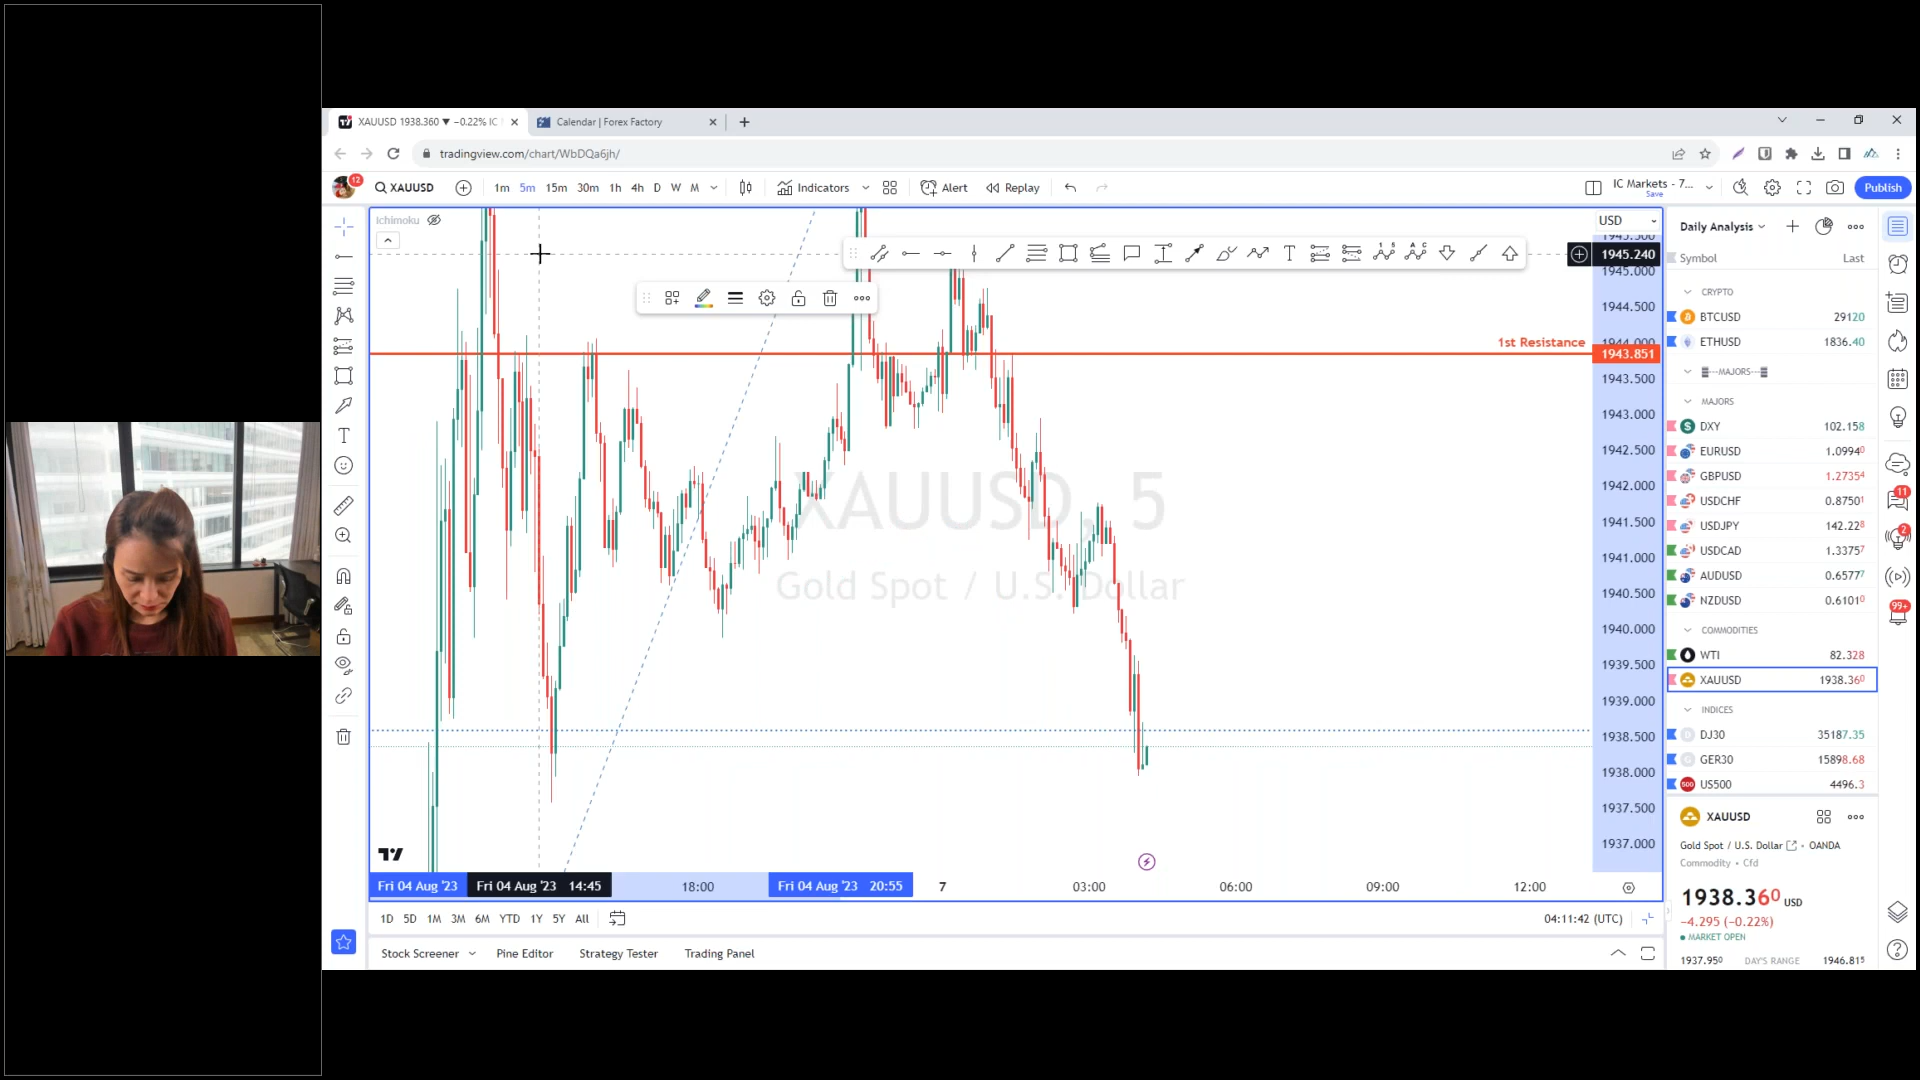 XAUUSD 1938.360 ▼ −0.22% IC
Calendar | Forex Factory
tradingview.com/chart/WbDQa6jh/
12
XAUUSD
1m 5m 15m 30m 1h 4h D W M
Indicators
Alert
Replay
IC Markets - 7...
Save
Publish
Ichimoku
USD
1945.500
1945.240
1945.000
1944.500
1st Resistance
1944.000
1943.851
1943.500
1943.000
1942.500
1942.000
1941.500
1941.000
1940.500
1940.000
1939.500
1939.000
1938.500
1938.000
1937.500
1937.000
XAUUSD, 5
Gold Spot / U.S. Dollar
Fri 04 Aug '23
Fri 04 Aug '23 14:45
18:00
Fri 04 Aug '23 20:55
7
03:00
06:00
09:00
12:00
1D 5D 1M 3M 6M YTD 1Y 5Y All
04:11:42 (UTC)
Stock Screener
Pine Editor
Strategy Tester
Trading Panel
Daily Analysis
Symbol Last
CRYPTO
BTCUSD 29120
ETHUSD 1836.40
---MAJORS---
MAJORS
DXY 102.158
EURUSD 1.09940
GBPUSD 1.27354
USDCHF 0.87501
USDJPY 142.228
USDCAD 1.33757
AUDUSD 0.65777
NZDUSD 0.61010
COMMODITIES
WTI 82.328
XAUUSD 1938.360
INDICES
DJ30 35187.35
GER30 15898.68
US500 4496.3
XAUUSD
Gold Spot / U.S. Dollar • OANDA
Commodity • Cfd
1938.360 USD
−4.295 (−0.22%)
MARKET OPEN
1937.950 DAY'S RANGE 1946.815
11
2
99+